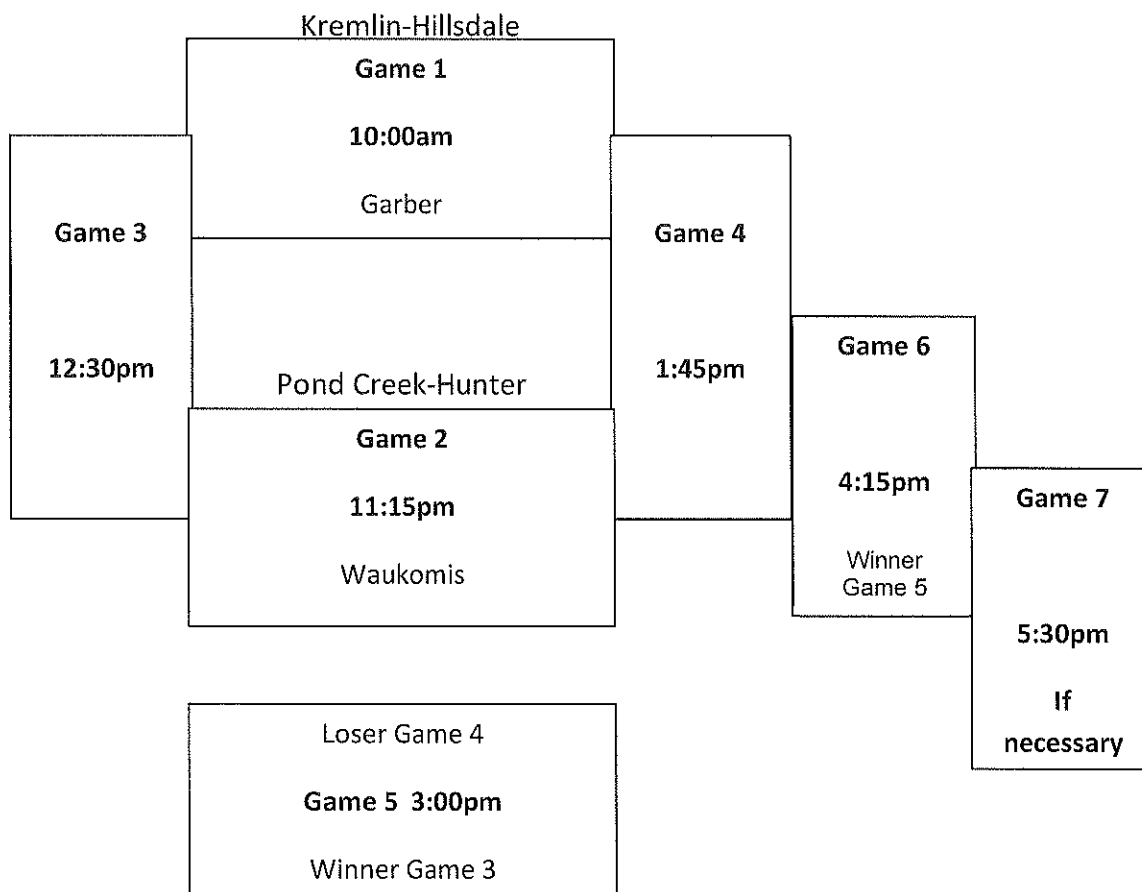 Kremlin-Hillsdale
Game 1
10:00am
Garber
Game 3
12:30pm
Game 4
1:45pm
Pond Creek-Hunter
Game 2
11:15pm
Waukomis
Game 6
4:15pm
Winner
Game 5
Game 7
5:30pm
If
necessary
Loser Game 4
Game 5 3:00pm
Winner Game 3